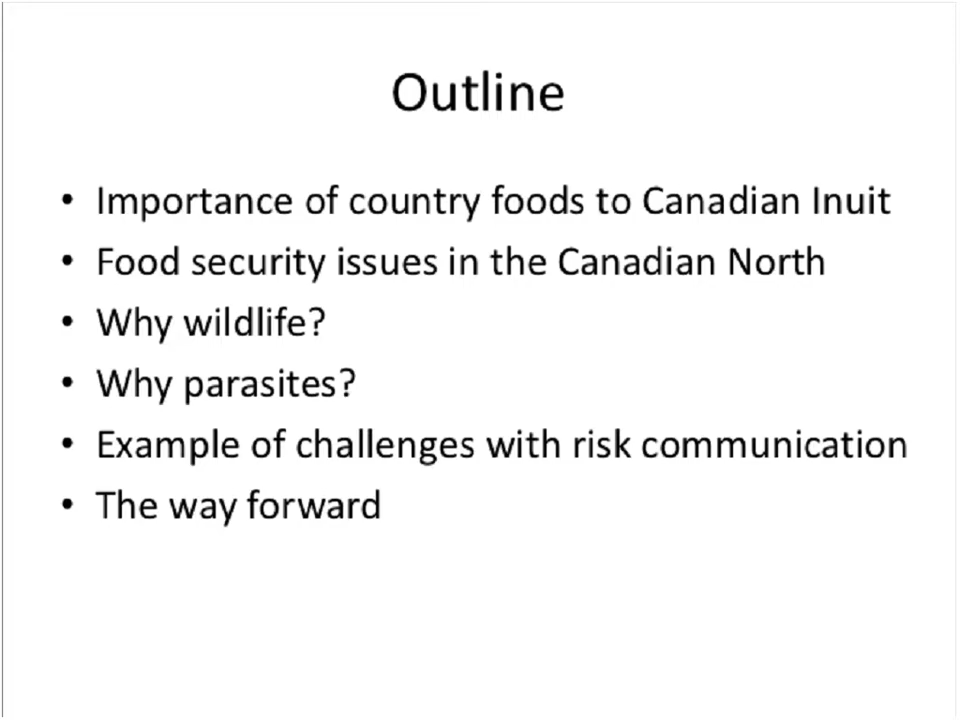 Outline
• Importance of country foods to Canadian Inuit
• Food security issues in the Canadian North
• Why wildlife?
• Why parasites?
• Example of challenges with risk communication
• The way forward